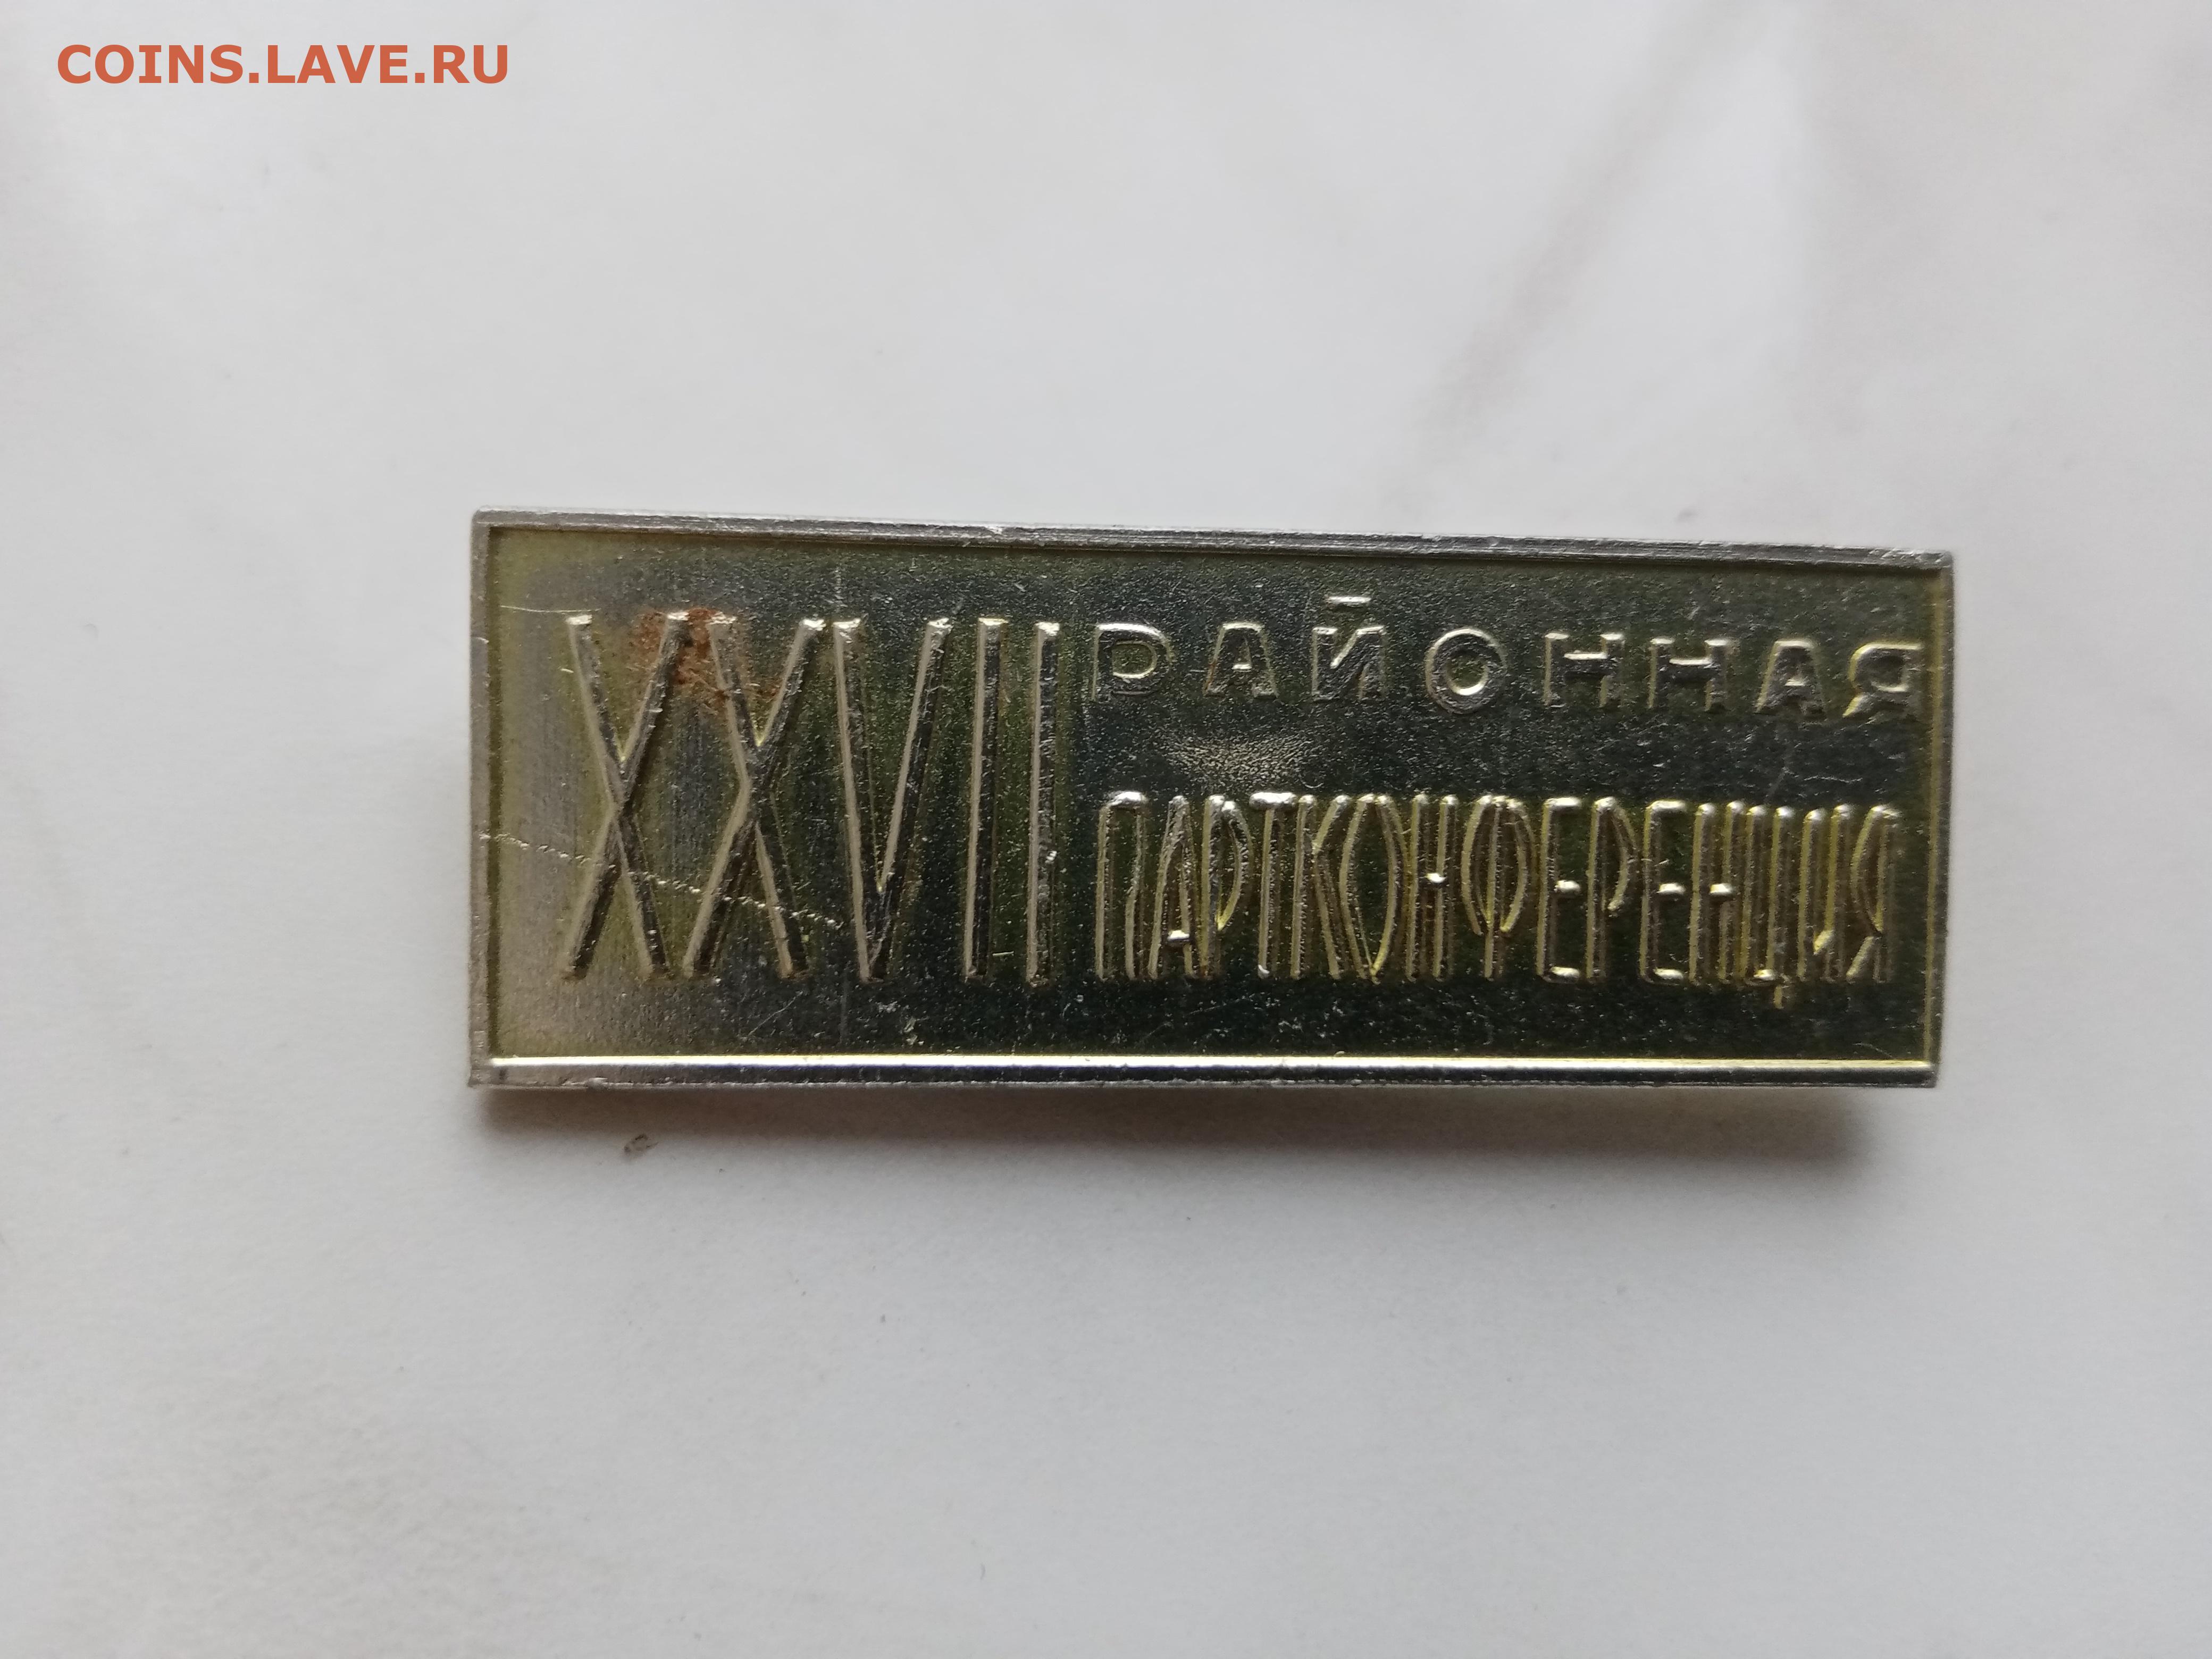 COINS.LAVE.RU
XXVII РАЙОННАЯ
ПАРТКОНФЕРЕНЦИЯ